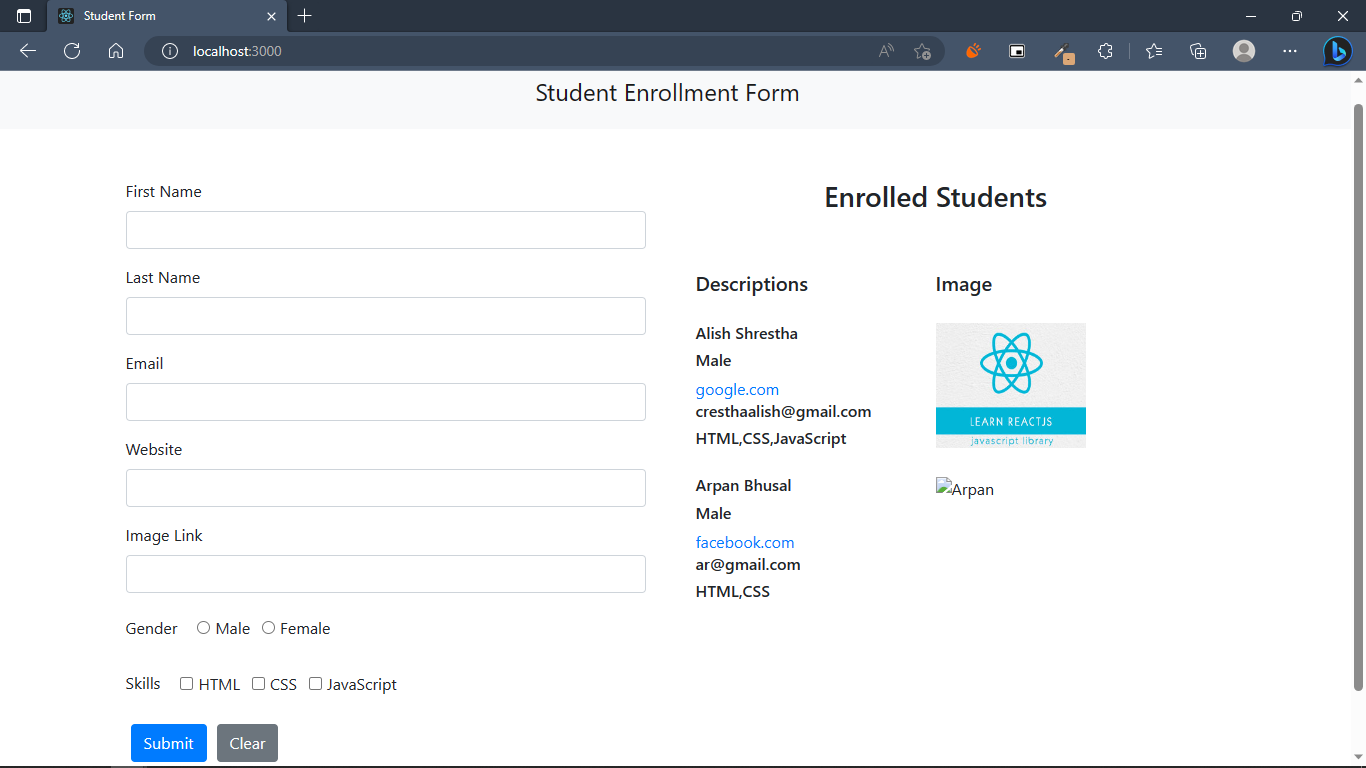 Student Form
localhost:3000
Student Enrollment Form
First Name
Last Name
Email
Website
Image Link
Gender Male Female
Skills HTML CSS JavaScript
Submit Clear
Enrolled Students
Descriptions Image
Alish Shrestha
Male
google.com
cresthaalish@gmail.com
HTML,CSS,JavaScript
LEARN REACTJS
javascript library
Arpan Bhusal
Male
facebook.com
ar@gmail.com
HTML,CSS
Arpan